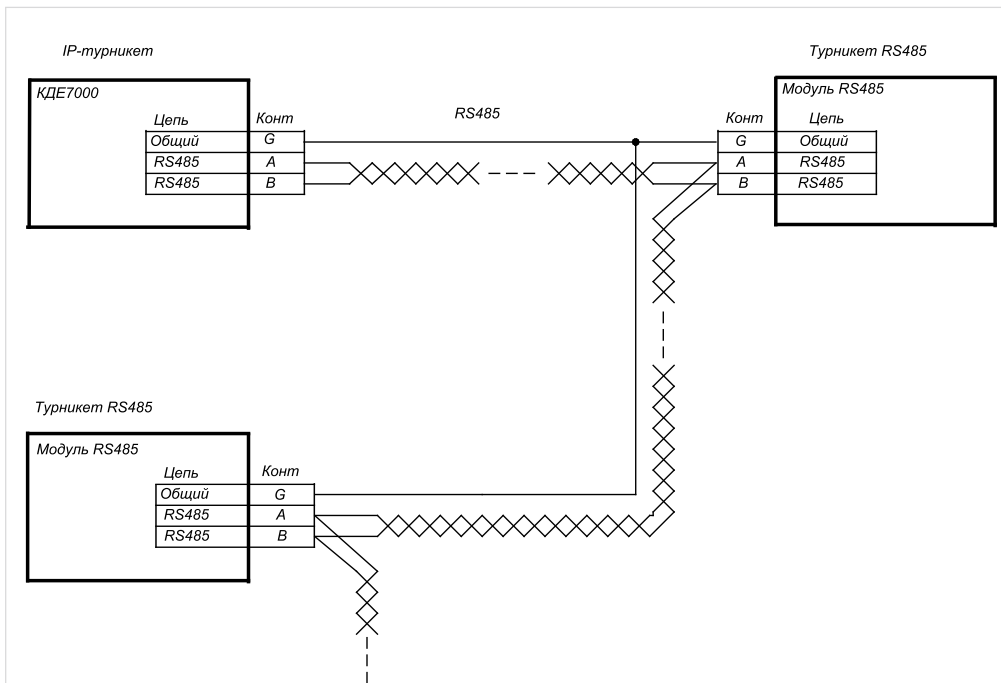 IP-турникет
Турникет RS485
КДЕ7000
Модуль RS485
RS485
Цепь Конт
Конт Цепь
Общий G
G Общий
RS485 A
A RS485
RS485 B
B RS485
Турникет RS485
Модуль RS485
Цепь Конт
Общий G
RS485 A
RS485 B